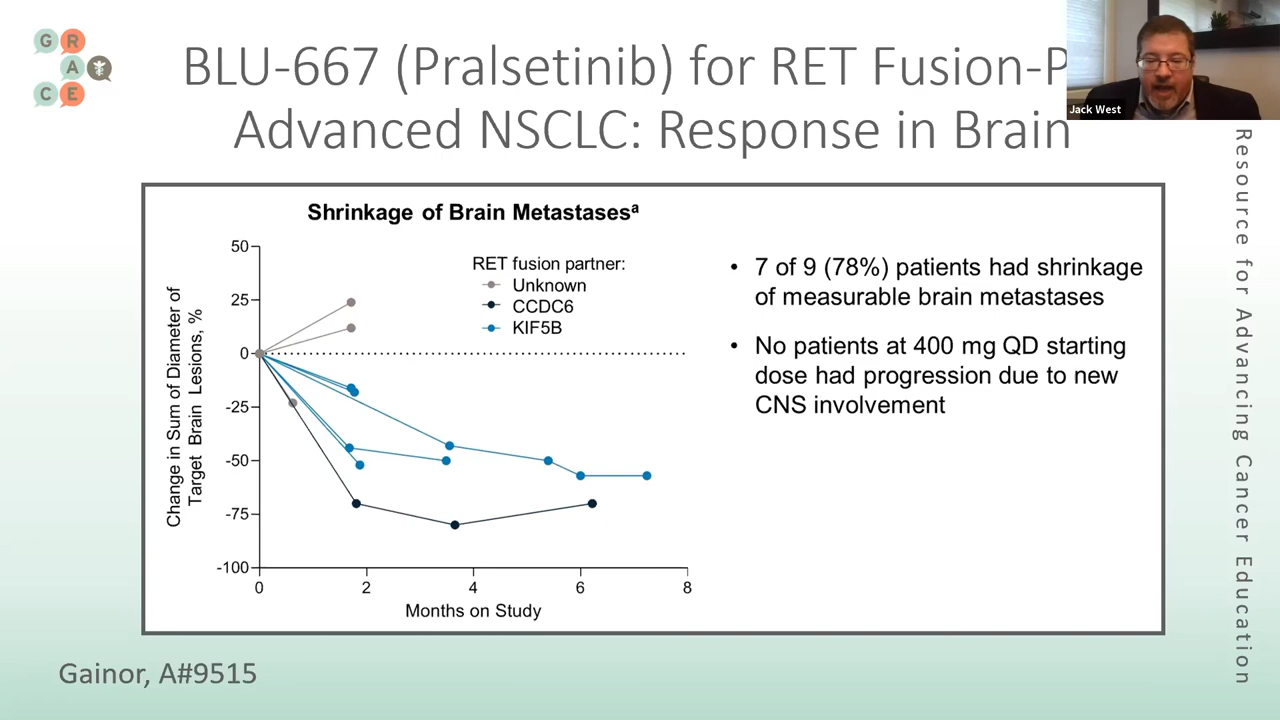 G R
A
C E
BLU-667 (Pralsetinib) for RET Fusion-P
Advanced NSCLC: Response in Brain
Jack West
Resource for Advancing Cancer Education
Shrinkage of Brain Metastasesᵃ
Change in Sum of Diameter of
Target Brain Lesions, %
50
25
0
-25
-50
-75
-100
RET fusion partner:
Unknown
CCDC6
KIF5B
0 2 4 6 8
Months on Study
• 7 of 9 (78%) patients had shrinkage
of measurable brain metastases
• No patients at 400 mg QD starting
dose had progression due to new
CNS involvement
Gainor, A#9515